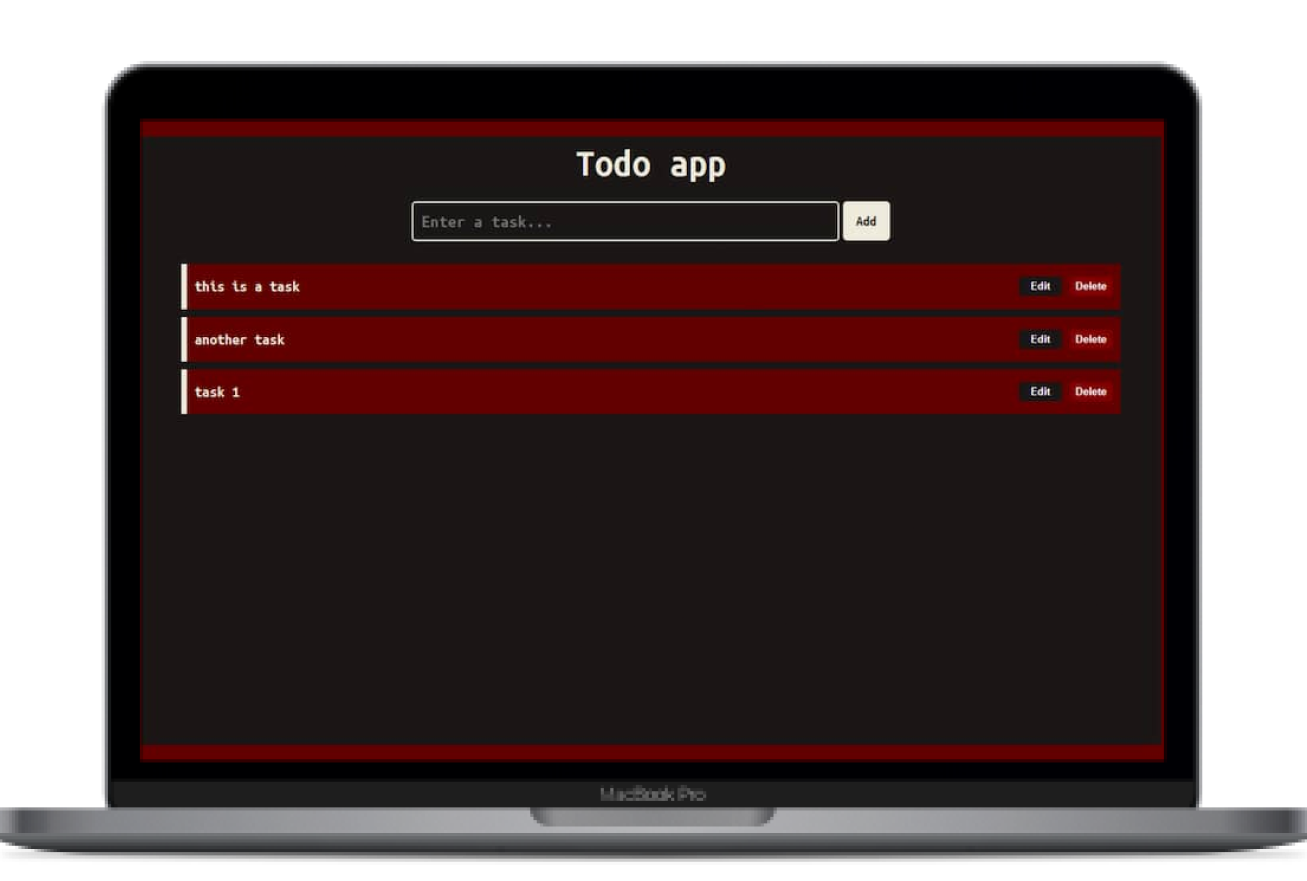 Todo app
Enter a task... Add
this is a task Edit Delete
another task Edit Delete
task 1 Edit Delete
MacBook Pro